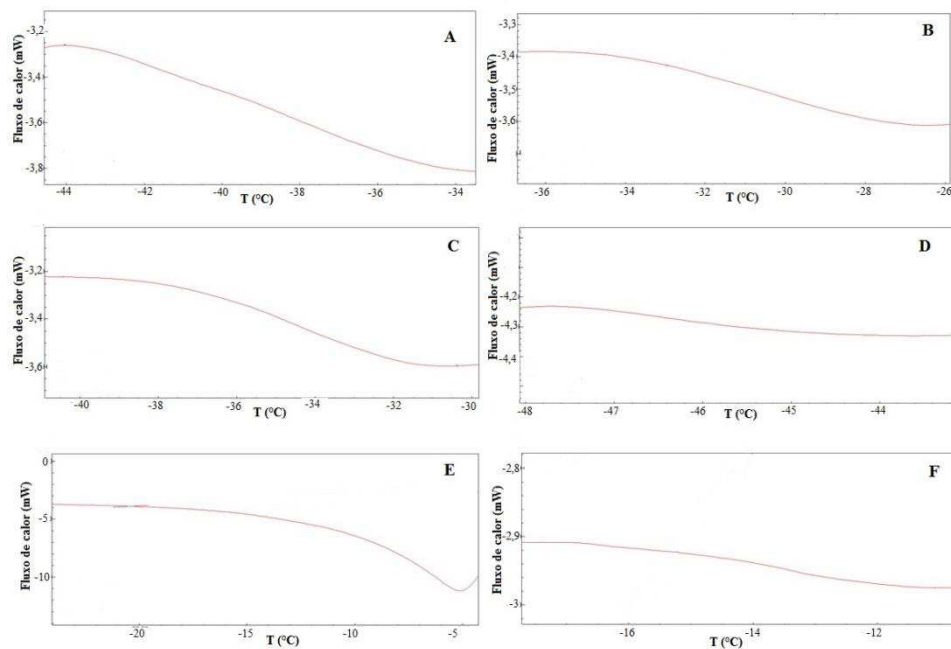 A
Fluxo de calor (mW)
-3,2
-3,4
-3,6
-3,8
-44
-42
-40
-38
-36
-34
T (°C)
B
Fluxo de calor (mW)
-3,3
-3,4
-3,5
-3,6
-36
-34
-32
-30
-28
-26
T (°C)
C
Fluxo de calor (mW)
-3,2
-3,4
-3,6
-40
-38
-36
-34
-32
-30
T (°C)
D
Fluxo de calor (mW)
-4,2
-4,3
-4,4
-48
-47
-46
-45
-44
T (°C)
E
Fluxo de calor (mW)
0
-5
-10
-20
-15
-10
-5
T (°C)
F
Fluxo de calor (mW)
-2,8
-2,9
-3
-16
-14
-12
T (°C)